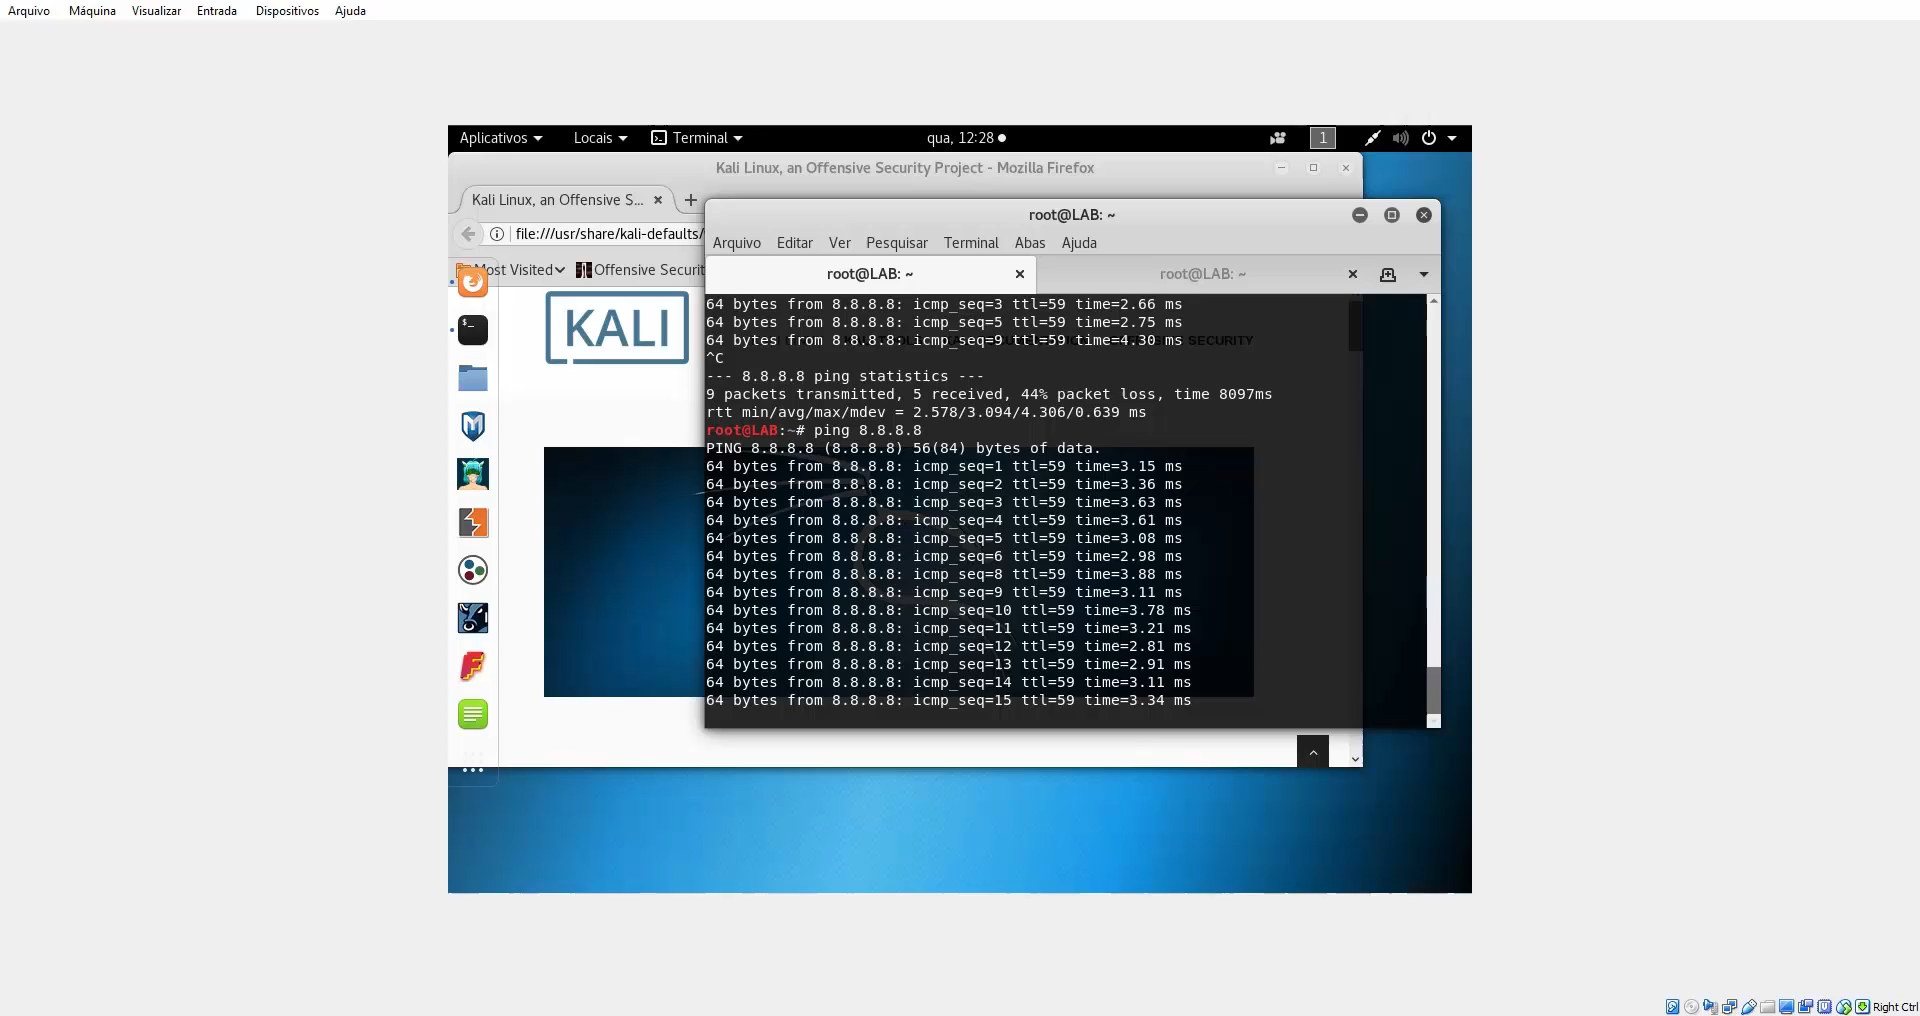 Arquivo Máquina Visualizar Entrada Dispositivos Ajuda
Aplicativos Locais Terminal qua, 12:28 1
Kali Linux, an Offensive Security Project - Mozilla Firefox
Kali Linux, an Offensive S...
file:///usr/share/kali-defaults/
Most Visited Offensive Securit
KALI
SECURITY
root@LAB: ~
Arquivo Editar Ver Pesquisar Terminal Abas Ajuda
root@LAB: ~ root@LAB: ~
64 bytes from 8.8.8.8: icmp_seq=3 ttl=59 time=2.66 ms
64 bytes from 8.8.8.8: icmp_seq=5 ttl=59 time=2.75 ms
64 bytes from 8.8.8.8: icmp_seq=9 ttl=59 time=4.30 ms
^C
--- 8.8.8.8 ping statistics ---
9 packets transmitted, 5 received, 44% packet loss, time 8097ms
rtt min/avg/max/mdev = 2.578/3.094/4.306/0.639 ms
root@LAB:~# ping 8.8.8.8
PING 8.8.8.8 (8.8.8.8) 56(84) bytes of data.
64 bytes from 8.8.8.8: icmp_seq=1 ttl=59 time=3.15 ms
64 bytes from 8.8.8.8: icmp_seq=2 ttl=59 time=3.36 ms
64 bytes from 8.8.8.8: icmp_seq=3 ttl=59 time=3.63 ms
64 bytes from 8.8.8.8: icmp_seq=4 ttl=59 time=3.61 ms
64 bytes from 8.8.8.8: icmp_seq=5 ttl=59 time=3.08 ms
64 bytes from 8.8.8.8: icmp_seq=6 ttl=59 time=2.98 ms
64 bytes from 8.8.8.8: icmp_seq=8 ttl=59 time=3.88 ms
64 bytes from 8.8.8.8: icmp_seq=9 ttl=59 time=3.11 ms
64 bytes from 8.8.8.8: icmp_seq=10 ttl=59 time=3.78 ms
64 bytes from 8.8.8.8: icmp_seq=11 ttl=59 time=3.21 ms
64 bytes from 8.8.8.8: icmp_seq=12 ttl=59 time=2.81 ms
64 bytes from 8.8.8.8: icmp_seq=13 ttl=59 time=2.91 ms
64 bytes from 8.8.8.8: icmp_seq=14 ttl=59 time=3.11 ms
64 bytes from 8.8.8.8: icmp_seq=15 ttl=59 time=3.34 ms
Right Ctrl